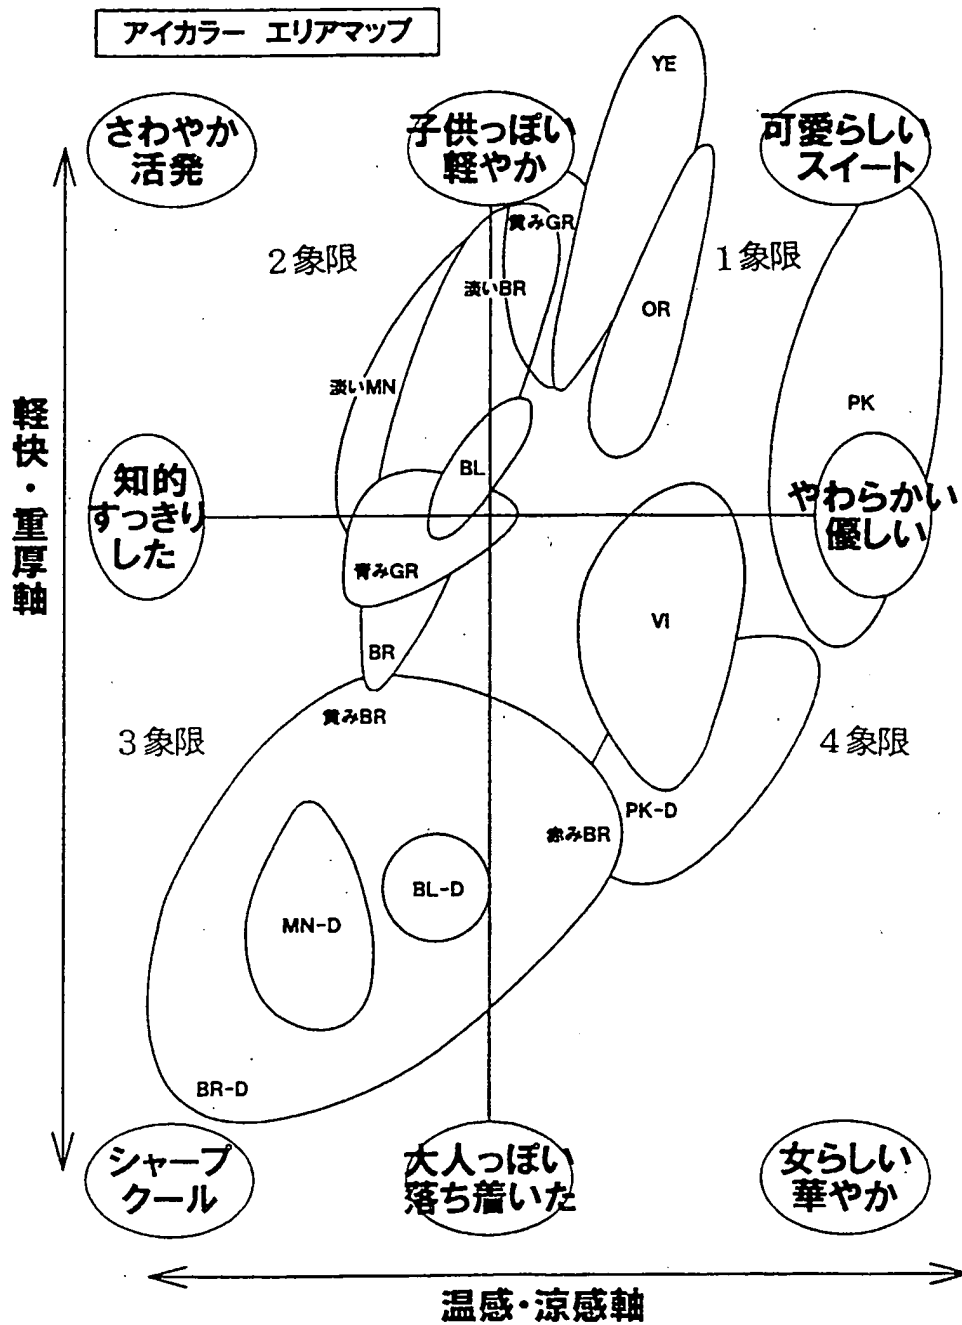 アイカラー エリアマップ
YE
さわやか
活発
子供っぽい
軽やか
可愛らしい
スイート
黄みGR
2象限
1象限
淡いBR
OR
淡いMN
PK
軽快・重厚軸
BL
知的
すっきり
した
やわらかい
優しい
青みGR
VI
BR
黄みBR
3象限
4象限
PK-D
赤みBR
BL-D
MN-D
BR-D
シャープ
クール
大人っぽい
落ち着いた
女らしい
華やか
温感・涼感軸